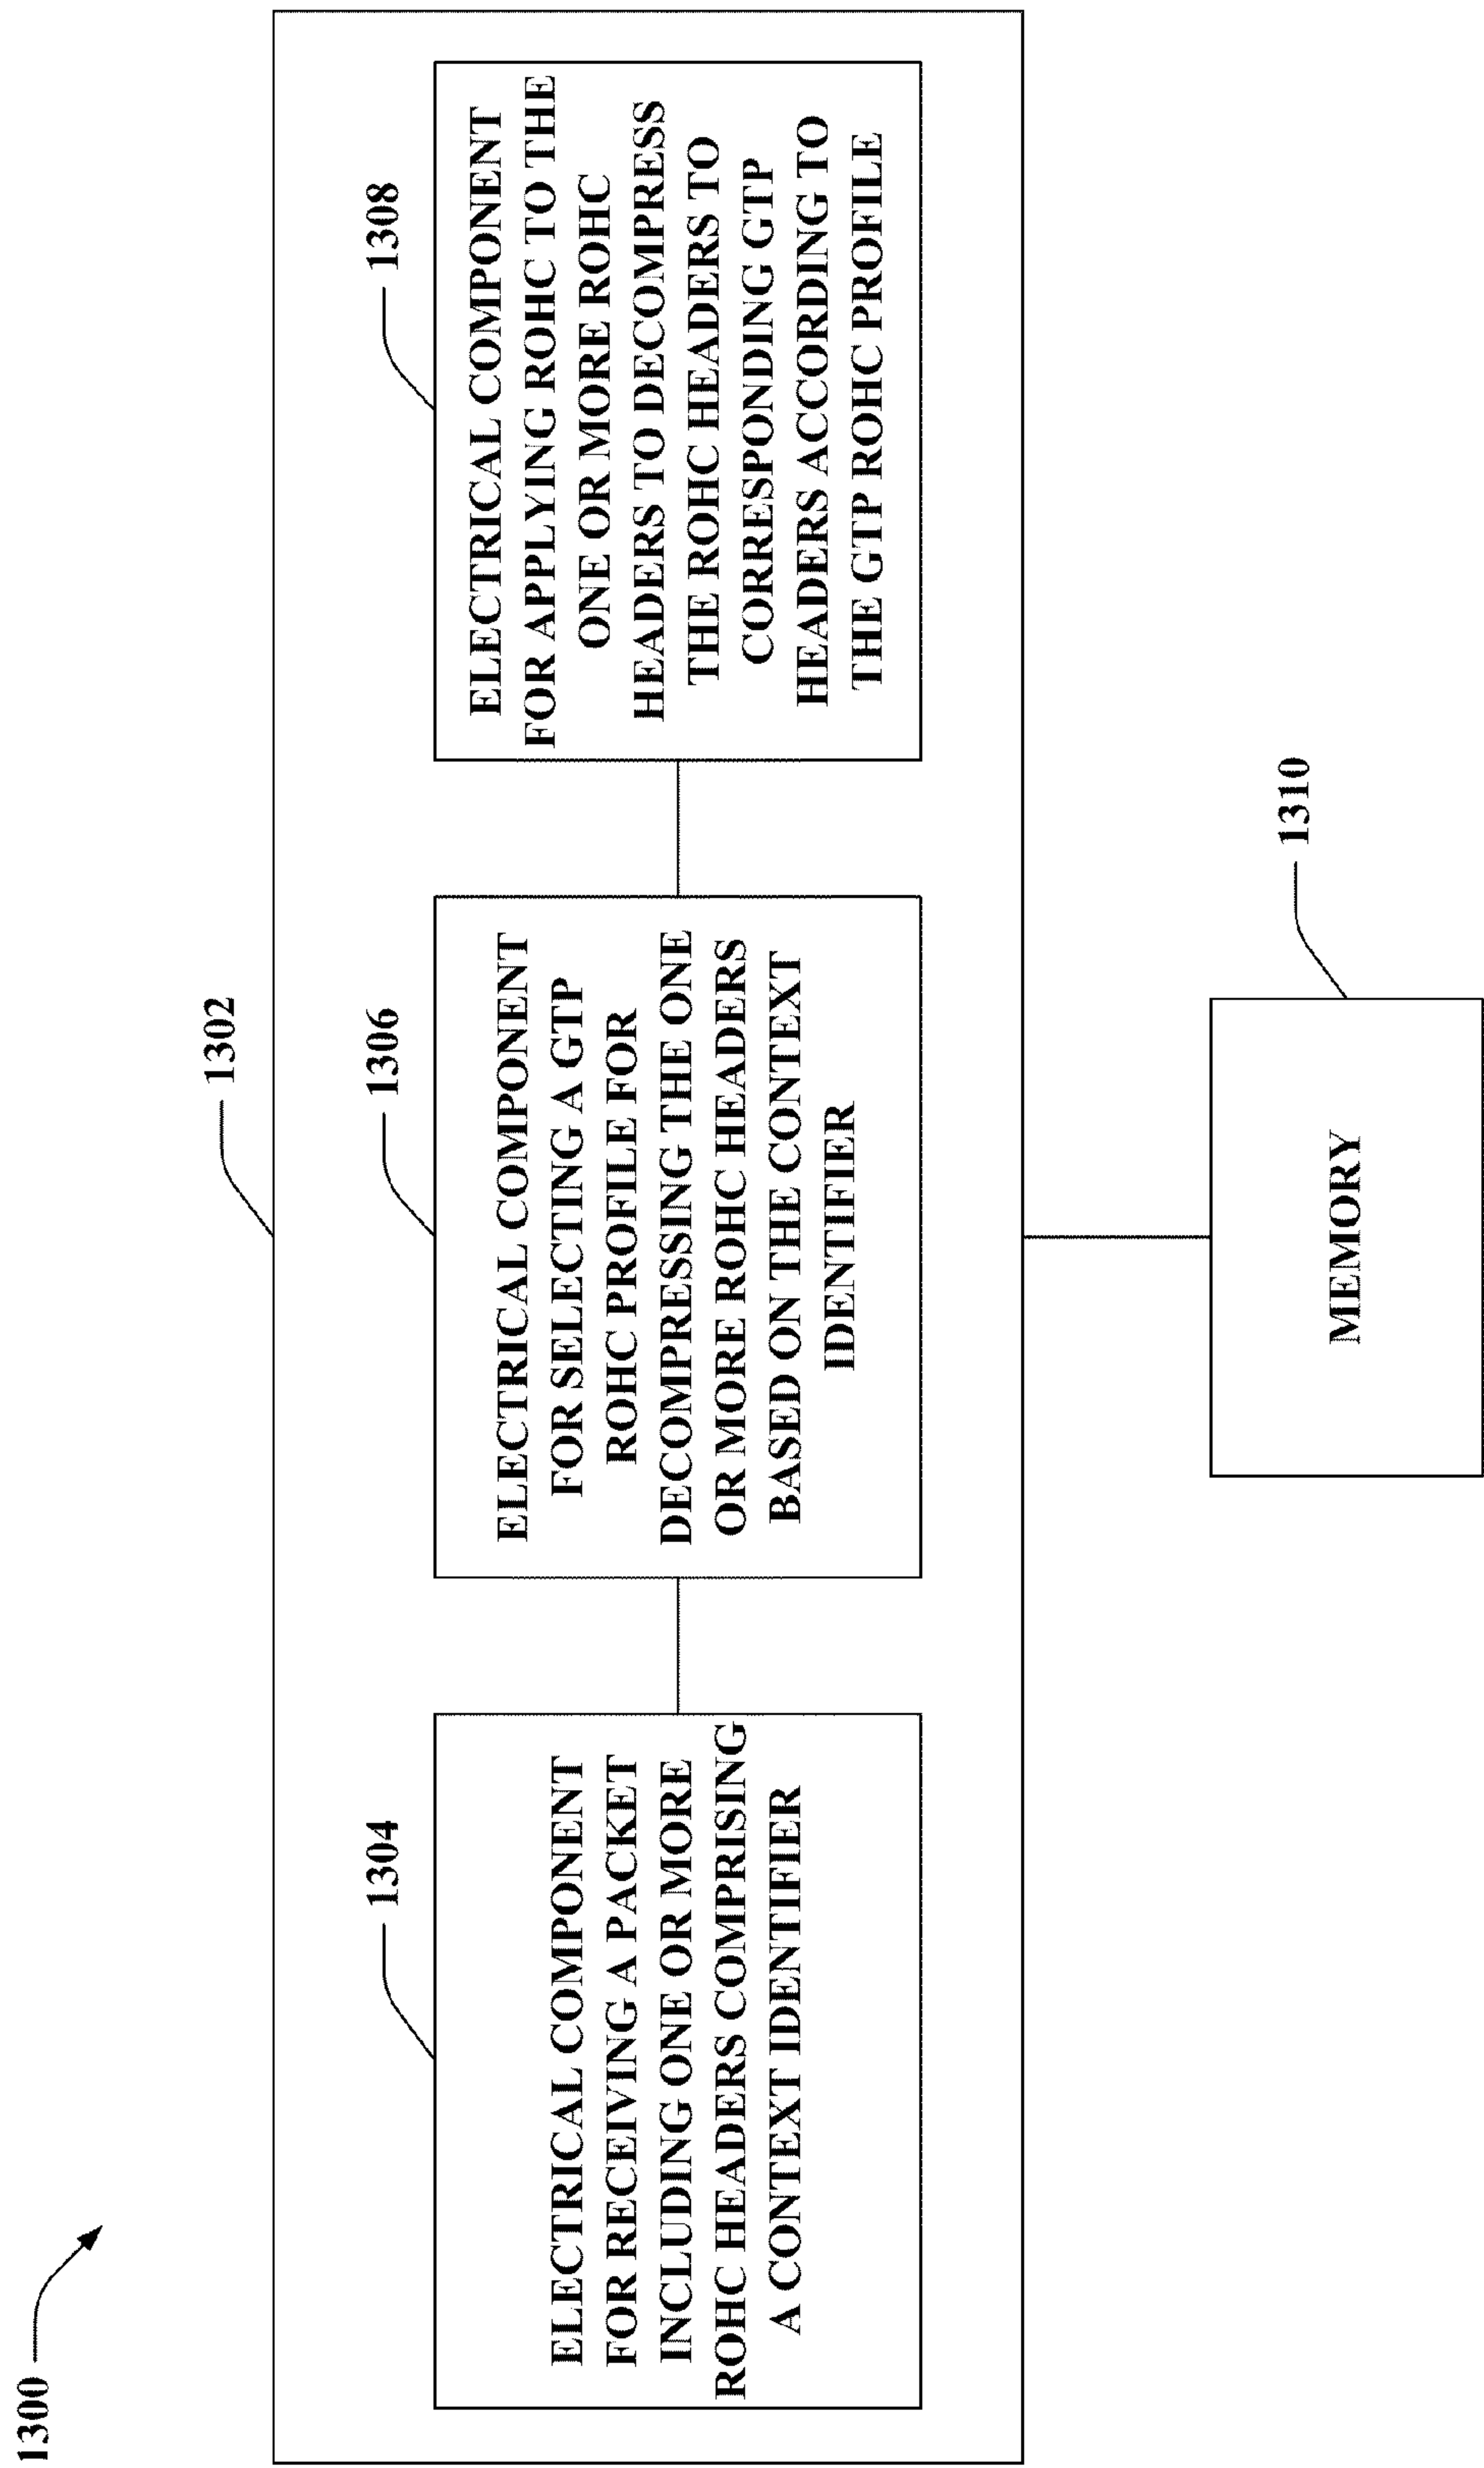 1300
1302
1304
ELECTRICAL COMPONENT
FOR RECEIVING A PACKET
INCLUDING ONE OR MORE
ROHC HEADERS COMPRISING
A CONTEXT IDENTIFIER
1306
ELECTRICAL COMPONENT
FOR SELECTING A GTP
ROHC PROFILE FOR
DECOMPRESSING THE ONE
OR MORE ROHC HEADERS
BASED ON THE CONTEXT
IDENTIFIER
1308
ELECTRICAL COMPONENT
FOR APPLYING ROHC TO THE
ONE OR MORE ROHC
HEADERS TO DECOMPRESS
THE ROHC HEADERS TO
CORRESPONDING GTP
HEADERS ACCORDING TO
THE GTP ROHC PROFILE
1310
MEMORY